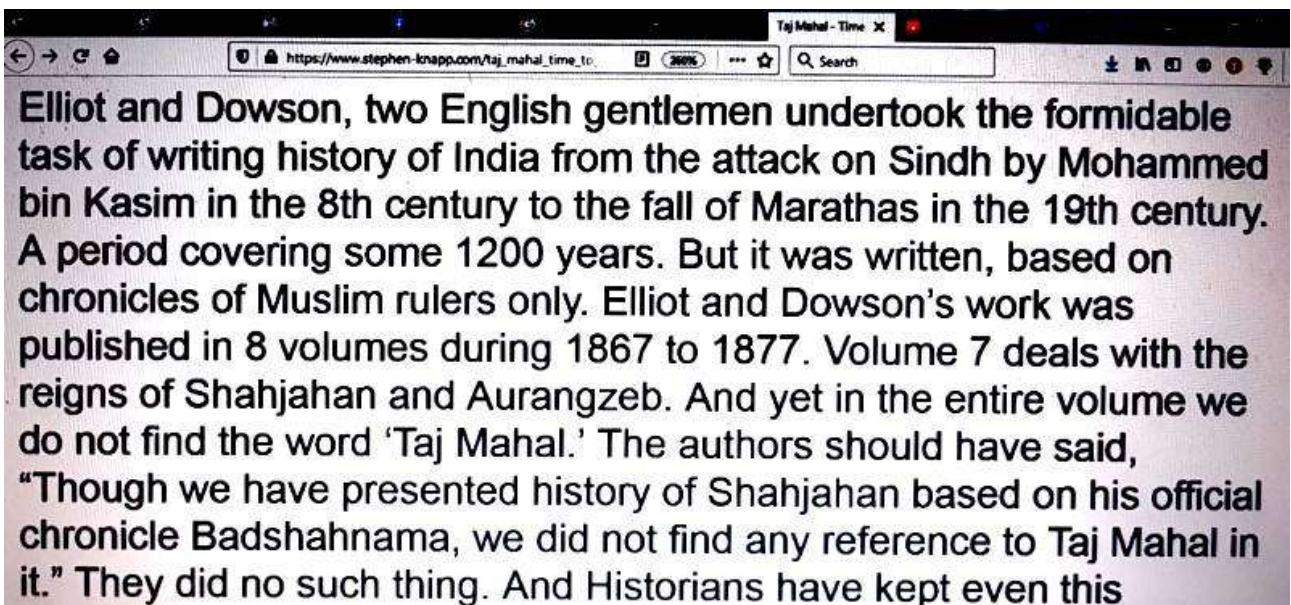 Taj Mahal - Time
https://www.stephen-knapp.com/taj_mahal_time_to
260%
Search
Elliot and Dowson, two English gentlemen undertook the formidable
task of writing history of India from the attack on Sindh by Mohammed
bin Kasim in the 8th century to the fall of Marathas in the 19th century.
A period covering some 1200 years. But it was written, based on
chronicles of Muslim rulers only. Elliot and Dowson’s work was
published in 8 volumes during 1867 to 1877. Volume 7 deals with the
reigns of Shahjahan and Aurangzeb. And yet in the entire volume we
do not find the word ‘Taj Mahal.’ The authors should have said,
“Though we have presented history of Shahjahan based on his official
chronicle Badshahnama, we did not find any reference to Taj Mahal in
it.” They did no such thing. And Historians have kept even this